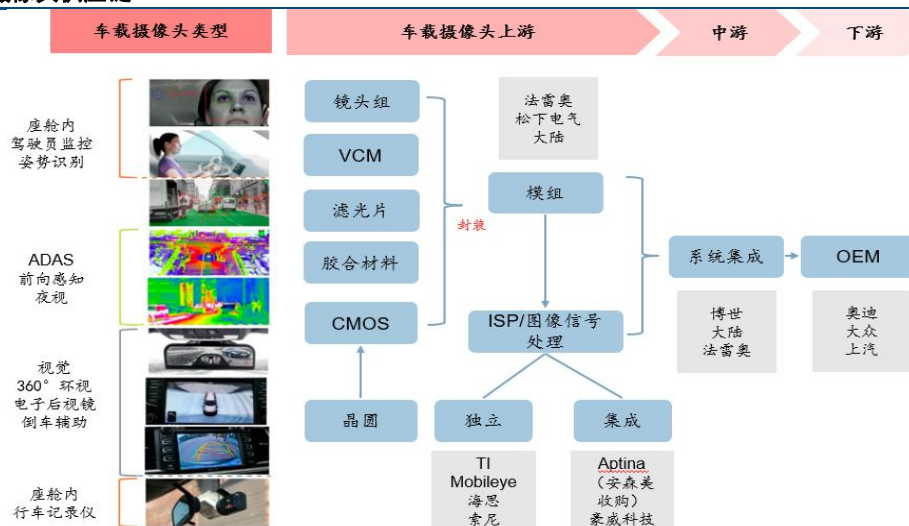 车载摄像头类型
车载摄像头上游
中游
下游
座舱内
驾驶员监控
姿势识别
ADAS
前向感知
夜视
视觉
360°环视
电子后视镜
倒车辅助
座舱内
行车记录仪
镜头组
VCM
滤光片
胶合材料
CMOS
晶圆
封装
法雷奥
松下电气
大陆
模组
ISP/图像信号
处理
独立
集成
TI
Mobileye
海思
索尼
Aptina
(安森美
收购)
豪威科技
系统集成
博世
大陆
法雷奥
OEM
奥迪
大众
上汽